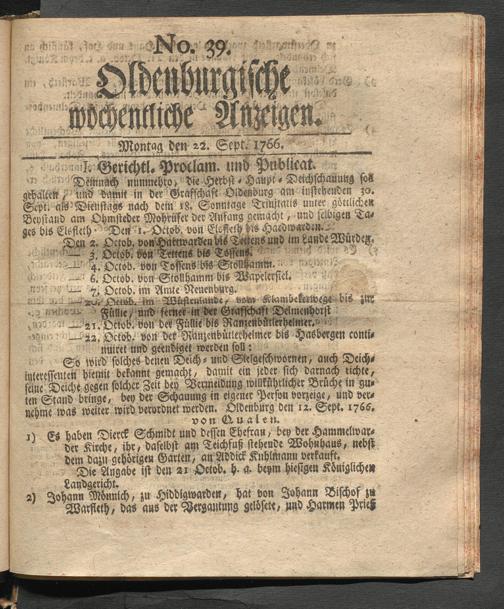 No. 39.
Oldenburgische
wöchentliche Anzeigen.
Montag den 22. Sept. 1766.
I. Gerichtl. Proclam. und Publicat.
Demnach nunmehro, die Herbst-Haupt-Deichschauung soll
gehalten, und damit in der Grafschaft Oldenburg am instehenden 30.
Sept. als Dienstages nach dem 18. Sonntage Trinitatis unter göttlichen
Beystand am Ohmsteder Mohrüfer der Anfang gemacht, und selbigen Ta-
ges bis Elsfleth. Den 1. Octob. von Elsfleth bis Hardwarden.
Den 2. Octob. von Hartwarden bis Tettens und im Lande Würden.
— 3. Octob. von Tettens bis Tossens.
— 4. Octob. von Tossens bis Stollhamm.
— 6. Octob. von Stollhamm bis Wapelersiel.
— 7. Octob. im Amte Neuenburg.
— 20. Octob. im Wüstenlande, vom Klambekerwege bis zur
Füllje, und ferner in der Grafschaft Delmenhorst
— 21. Octob. von der Füllje bis Ranzenbüttelerhelmer.
— 22. Octob. von der Ranzenbüttelerhelmer bis Hasbergen conti-
nuiret und geendiget werden soll:
So wird solches denen Deich- und Sielgeschwornen, auch Deich-
interessenten hiemit bekannt gemacht, damit ein jeder sich darnach richte,
seine Deiche gegen solcher Zeit bey Vermeidung willkührlicher Brüche in gu-
ten Stand bringe, bey der Schauung in eigener Person vorzeige, und ver-
nehme was weiter wird verordnet werden. Oldenburg den 12. Sept. 1766.
von Qualen.
1) Es haben Dierck Schmidt und dessen Ehefrau, bey der Hammelwar-
der Kirche, ihr, daselbst am Teichfuß stehende Wohnhaus, nebst
dem dazu gehörigen Garten, an Addick Kuhlmann verkauft.
Die Angabe ist den 21 Octob. h. a. beym hiesigen Königlichen
Landgericht.
2) Johann Mönnich, zu Hiddigwarden, hat von Johann Bischof zu
Warfleth, das aus der Vergantung gelösete, und Harmen Prieß